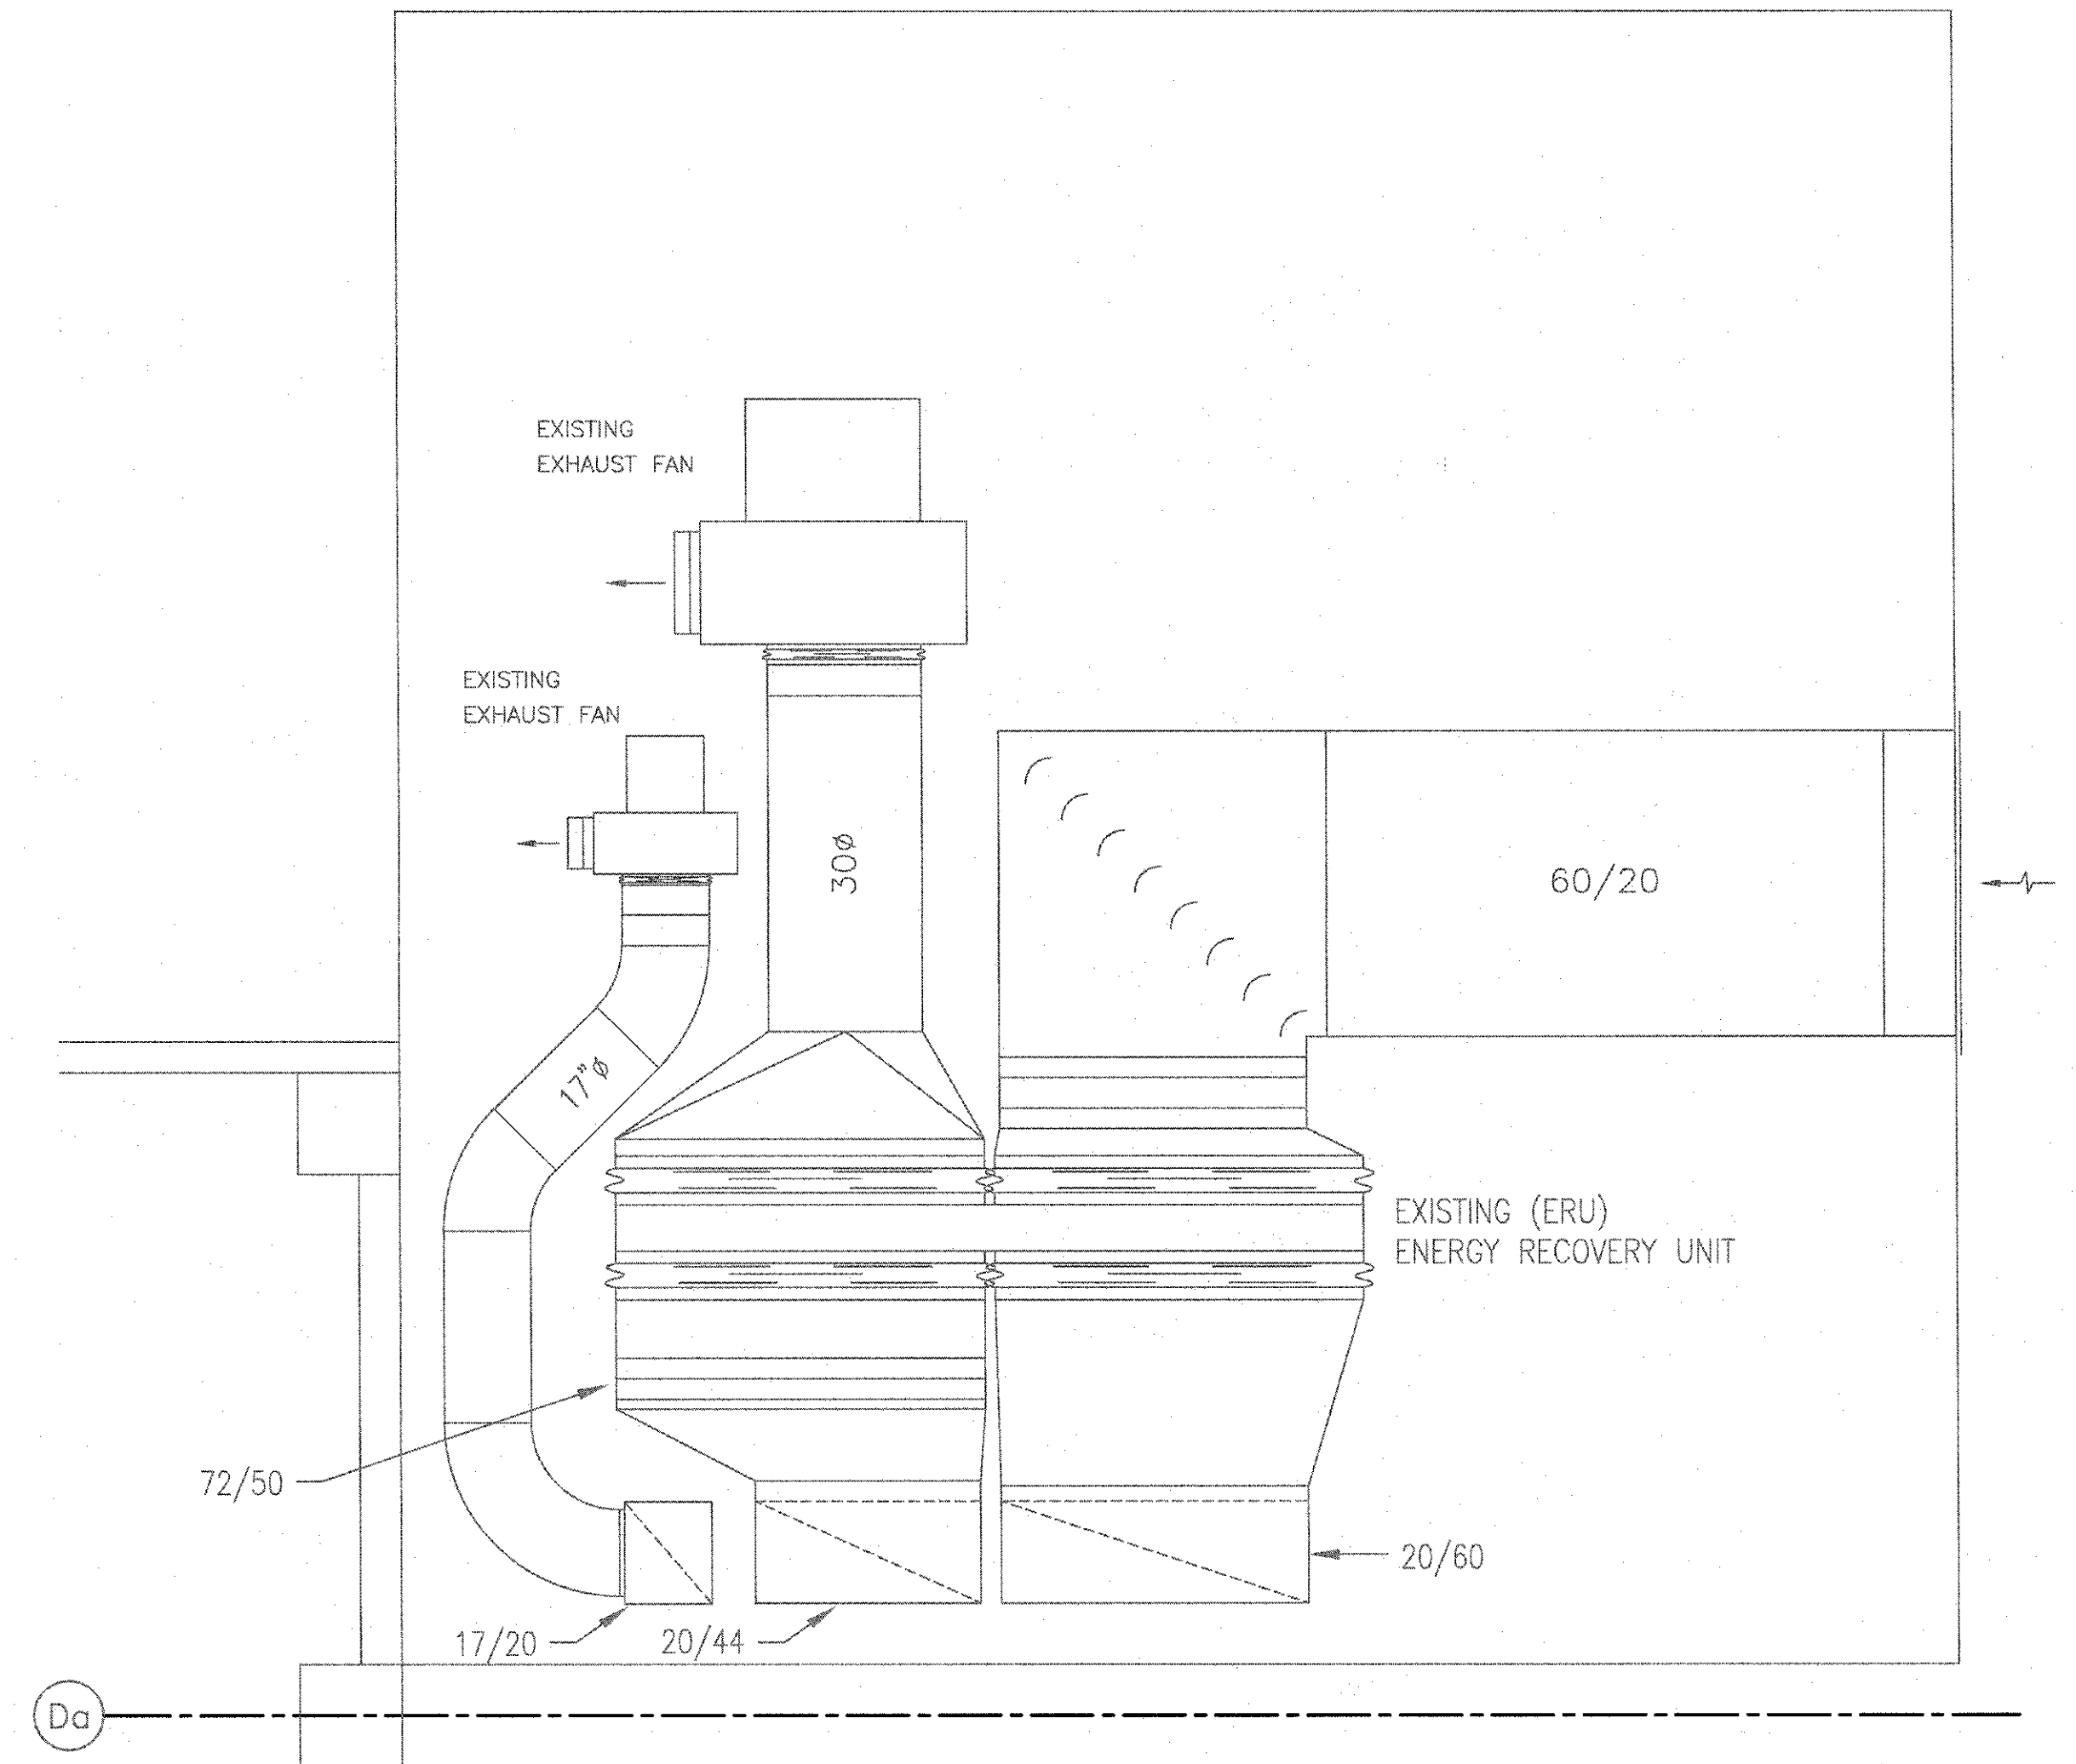 EXISTING
EXHAUST FAN
EXISTING
EXHAUST FAN
30ø
60/20
17"ø
EXISTING (ERU)
ENERGY RECOVERY UNIT
72/50
20/60
17/20
20/44
Da